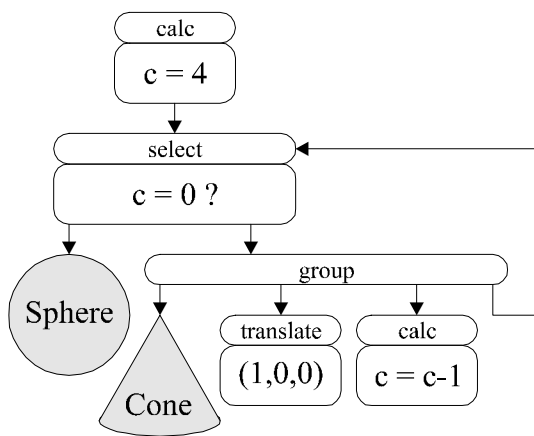 calc
c = 4
select
c = 0 ?
Sphere
group
Cone
translate
(1,0,0)
calc
c = c-1